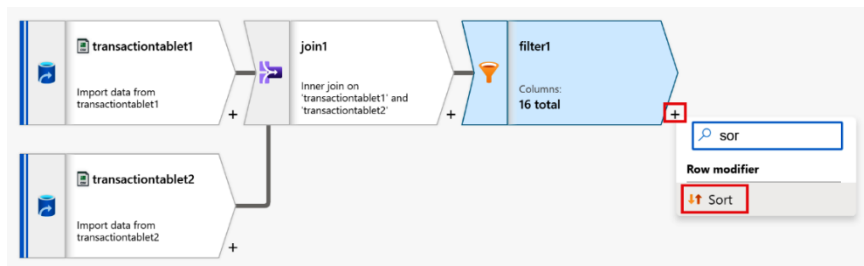 transactiontablet1
Import data from
transactiontablet1
+
join1
Inner join on
'transactiontablet1' and
'transactiontablet2'
+
filter1
Columns:
16 total
+
sor
Row modifier
Sort
transactiontablet2
Import data from
transactiontablet2
+